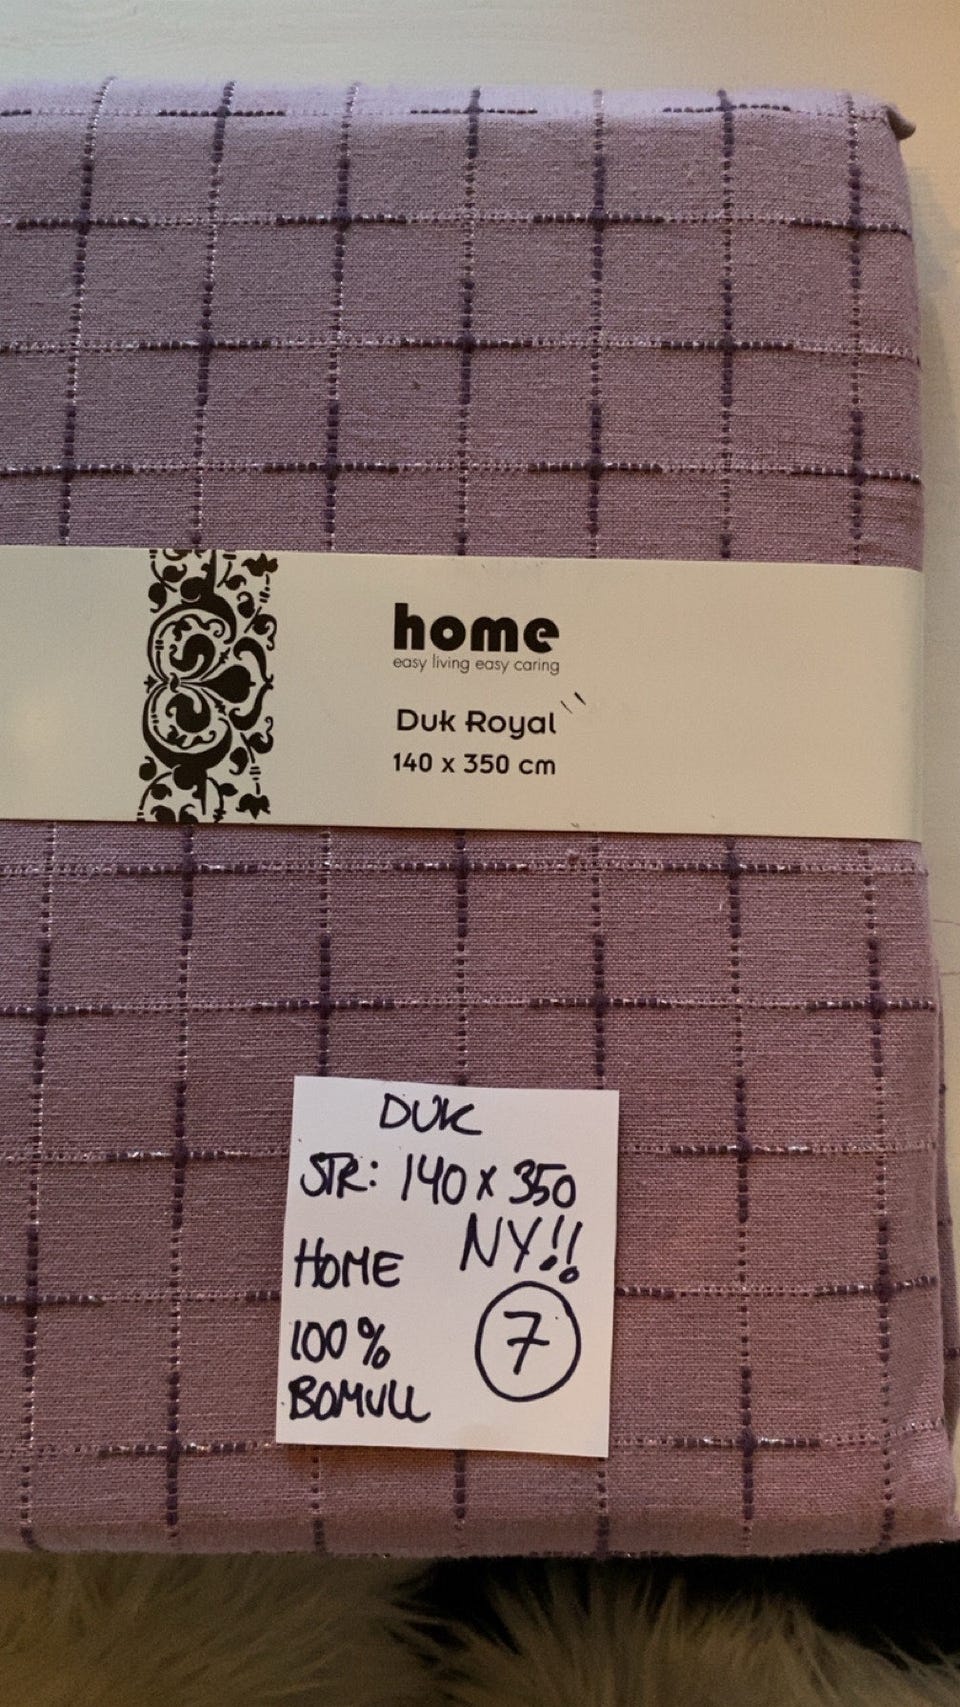 home
easy living easy caring
Duk Royal
140 x 350 cm
DUK
STR: 140 x 350
NY!!
HOME
100%
7
BOMULL